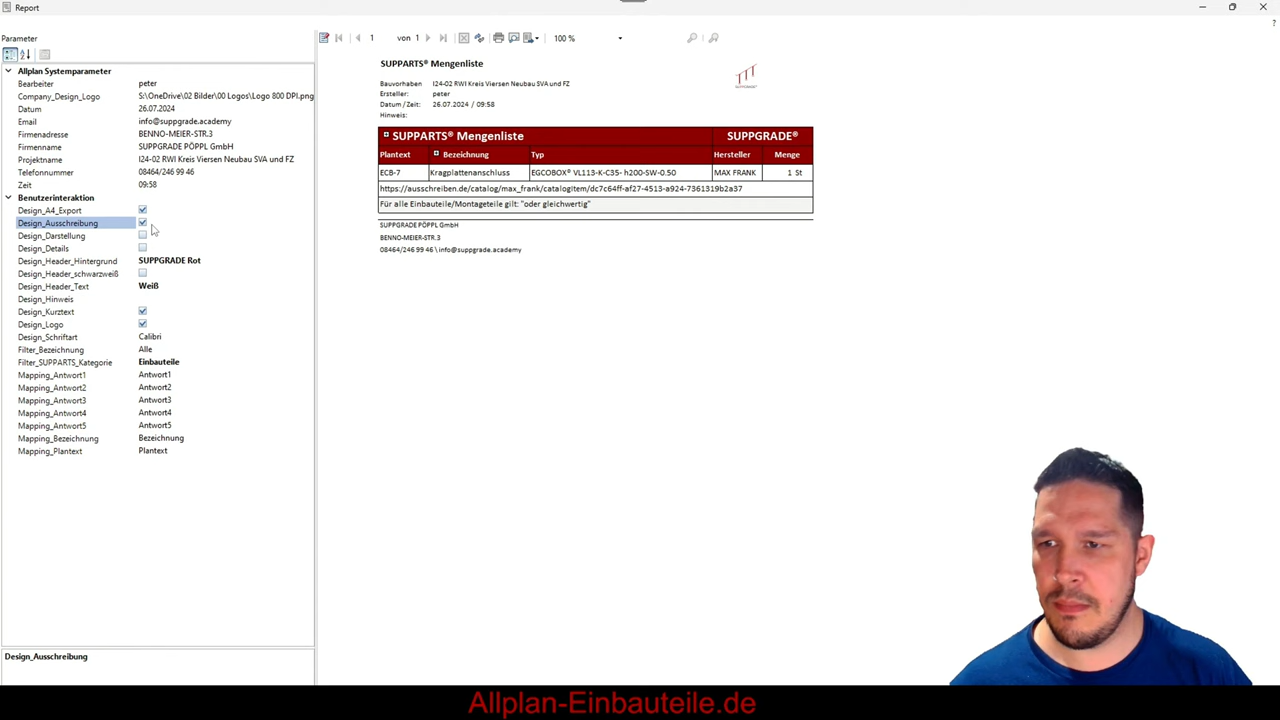 Report
?
Parameter
1 von 1 100 %
Allplan Systemparameter
Bearbeiter peter
Company_Design_Logo S:\OneDrive\02 Bilder\00 Logos\Logo 800 DPI.png
Datum 26.07.2024
Email info@suppgrade.academy
Firmenadresse BENNO-MEIER-STR.3
Firmenname SUPPGRADE PÖPPL GmbH
Projektname I24-02 RWI Kreis Viersen Neubau SVA und FZ
Telefonnummer 08464/246 99 46
Zeit 09:58
Benutzerinteraktion
Design_A4_Export
Design_Ausschreibung
Design_Darstellung
Design_Details
Design_Header_Hintergrund SUPPGRADE Rot
Design_Header_schwarzweiß
Design_Header_Text Weiß
Design_Hinweis
Design_Kurztext
Design_Logo
Design_Schriftart Calibri
Filter_Bezeichnung Alle
Filter_SUPPARTS_Kategorie Einbauteile
Mapping_Antwort1 Antwort1
Mapping_Antwort2 Antwort2
Mapping_Antwort3 Antwort3
Mapping_Antwort4 Antwort4
Mapping_Antwort5 Antwort5
Mapping_Bezeichnung Bezeichnung
Mapping_Plantext Plantext
Design_Ausschreibung
SUPPARTS® Mengenliste
Bauvorhaben I24-02 RWI Kreis Viersen Neubau SVA und FZ
Ersteller: peter
Datum/Zeit: 26.07.2024 / 09:58
Hinweis:
SUPPARTS® Mengenliste SUPPGRADE®
Plantext Bezeichnung Typ Hersteller Menge
ECB-7 Kragplattenanschluss EGCOBOX® VL113-K-C35- h200-SW-0.50 MAX FRANK 1 St
https://ausschreiben.de/catalog/max_frank/catalogItem/dc7c64ff-af27-4513-a924-7361319b2a37
Für alle Einbauteile/Montageteile gilt: "oder gleichwertig"
SUPPGRADE PÖPPL GmbH
BENNO-MEIER-STR.3
08464/246 99 46 \ info@suppgrade.academy
Allplan-Einbauteile.de